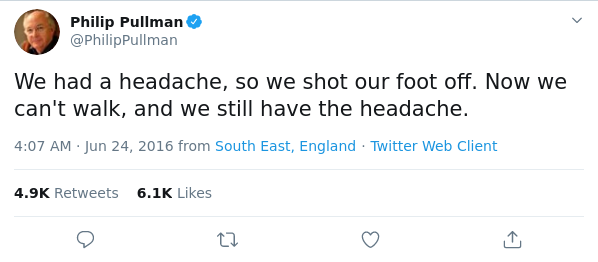 Philip Pullman
@PhilipPullman
We had a headache, so we shot our foot off. Now we
can't walk, and we still have the headache.
4:07 AM · Jun 24, 2016 from South East, England · Twitter Web Client
4.9K Retweets 6.1K Likes